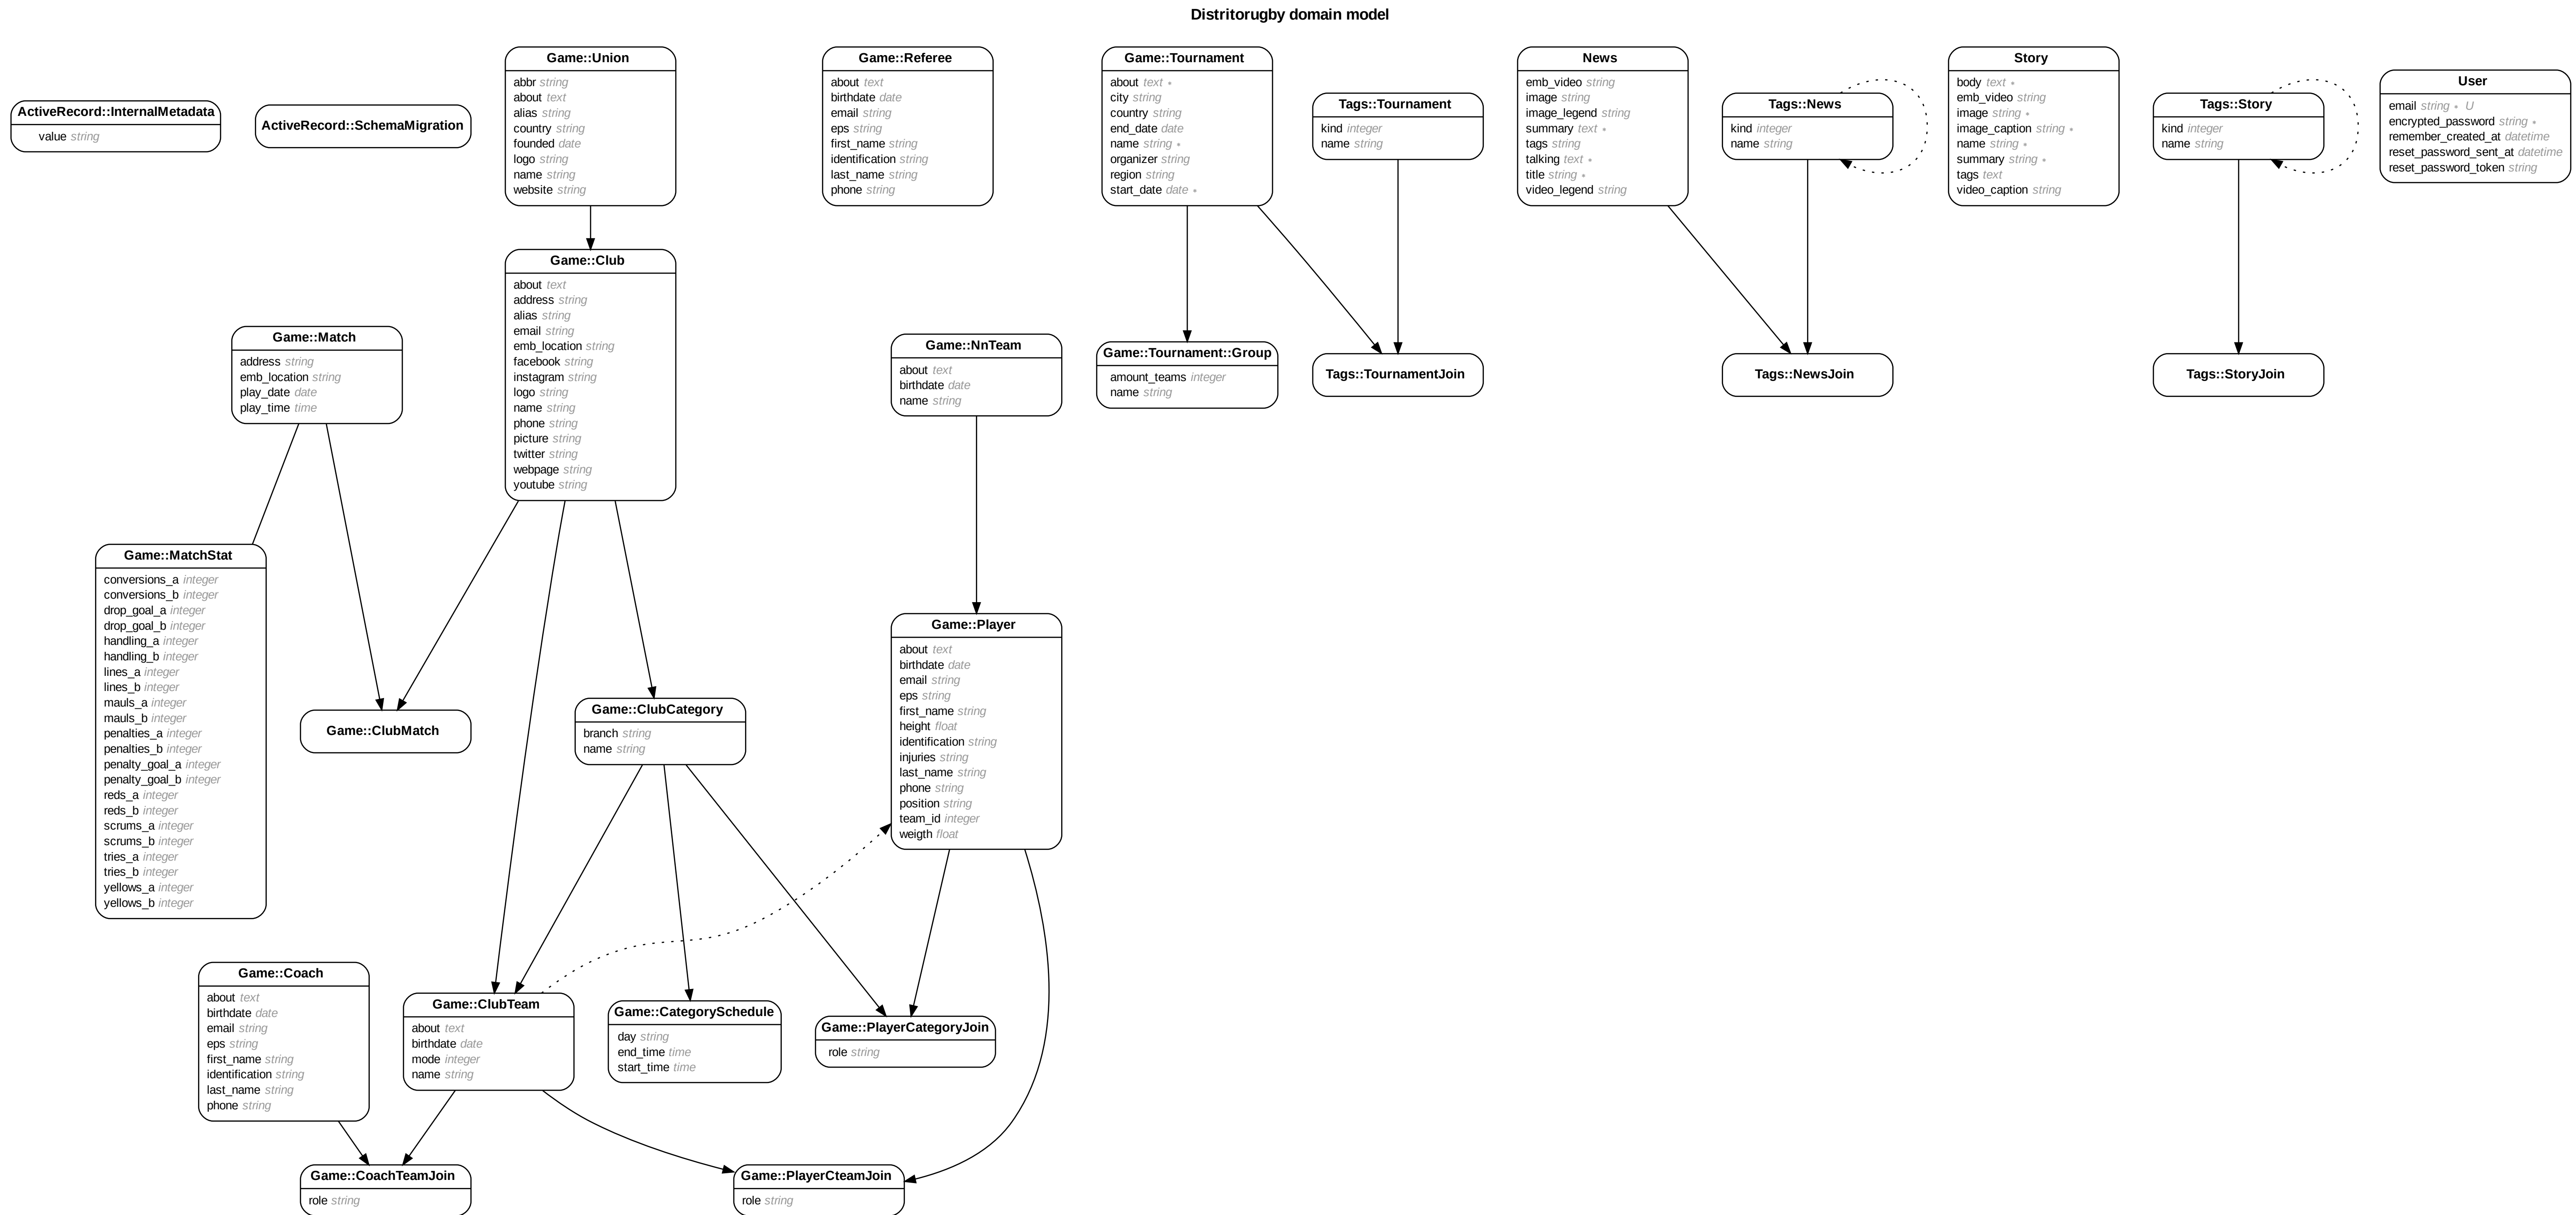 Distritorugby domain model
ActiveRecord::InternalMetadata
value string
ActiveRecord::SchemaMigration
Game::Union
abbr string
about text
alias string
country string
founded date
logo string
name string
website string
Game::Referee
about text
birthdate date
email string
eps string
first_name string
identification string
last_name string
phone string
Game::Tournament
about text •
city string
country string
end_date date
name string •
organizer string
region string
start_date date •
Tags::Tournament
kind integer
name string
News
emb_video string
image string
image_legend string
summary text •
tags string
talking text •
title string •
video_legend string
Tags::News
kind integer
name string
Story
body text •
emb_video string
image string •
image_caption string •
name string •
summary string •
tags text
video_caption string
Tags::Story
kind integer
name string
User
email string • U
encrypted_password string •
remember_created_at datetime
reset_password_sent_at datetime
reset_password_token string
Game::Club
about text
address string
alias string
email string
emb_location string
facebook string
instagram string
logo string
name string
phone string
picture string
twitter string
webpage string
youtube string
Game::Match
address string
emb_location string
play_date date
play_time time
Game::NnTeam
about text
birthdate date
name string
Game::Tournament::Group
amount_teams integer
name string
Tags::TournamentJoin
Tags::NewsJoin
Tags::StoryJoin
Game::MatchStat
conversions_a integer
conversions_b integer
drop_goal_a integer
drop_goal_b integer
handling_a integer
handling_b integer
lines_a integer
lines_b integer
mauls_a integer
mauls_b integer
penalties_a integer
penalties_b integer
penalty_goal_a integer
penalty_goal_b integer
reds_a integer
reds_b integer
scrums_a integer
scrums_b integer
tries_a integer
tries_b integer
yellows_a integer
yellows_b integer
Game::ClubMatch
Game::ClubCategory
branch string
name string
Game::Player
about text
birthdate date
email string
eps string
first_name string
height float
identification string
injuries string
last_name string
phone string
position string
team_id integer
weigth float
Game::Coach
about text
birthdate date
email string
eps string
first_name string
identification string
last_name string
phone string
Game::ClubTeam
about text
birthdate date
mode integer
name string
Game::CategorySchedule
day string
end_time time
start_time time
Game::PlayerCategoryJoin
role string
Game::CoachTeamJoin
role string
Game::PlayerCteamJoin
role string